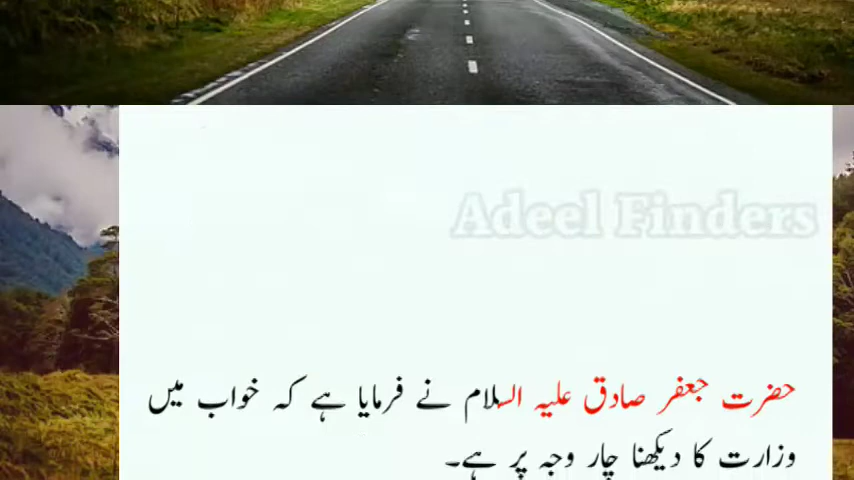 Adeel Finders
حضرت جعفر صادق علیہ السلام نے فرمایا ہے کہ خواب میں
وزارت کا دیکھنا چار وجہ پر ہے۔